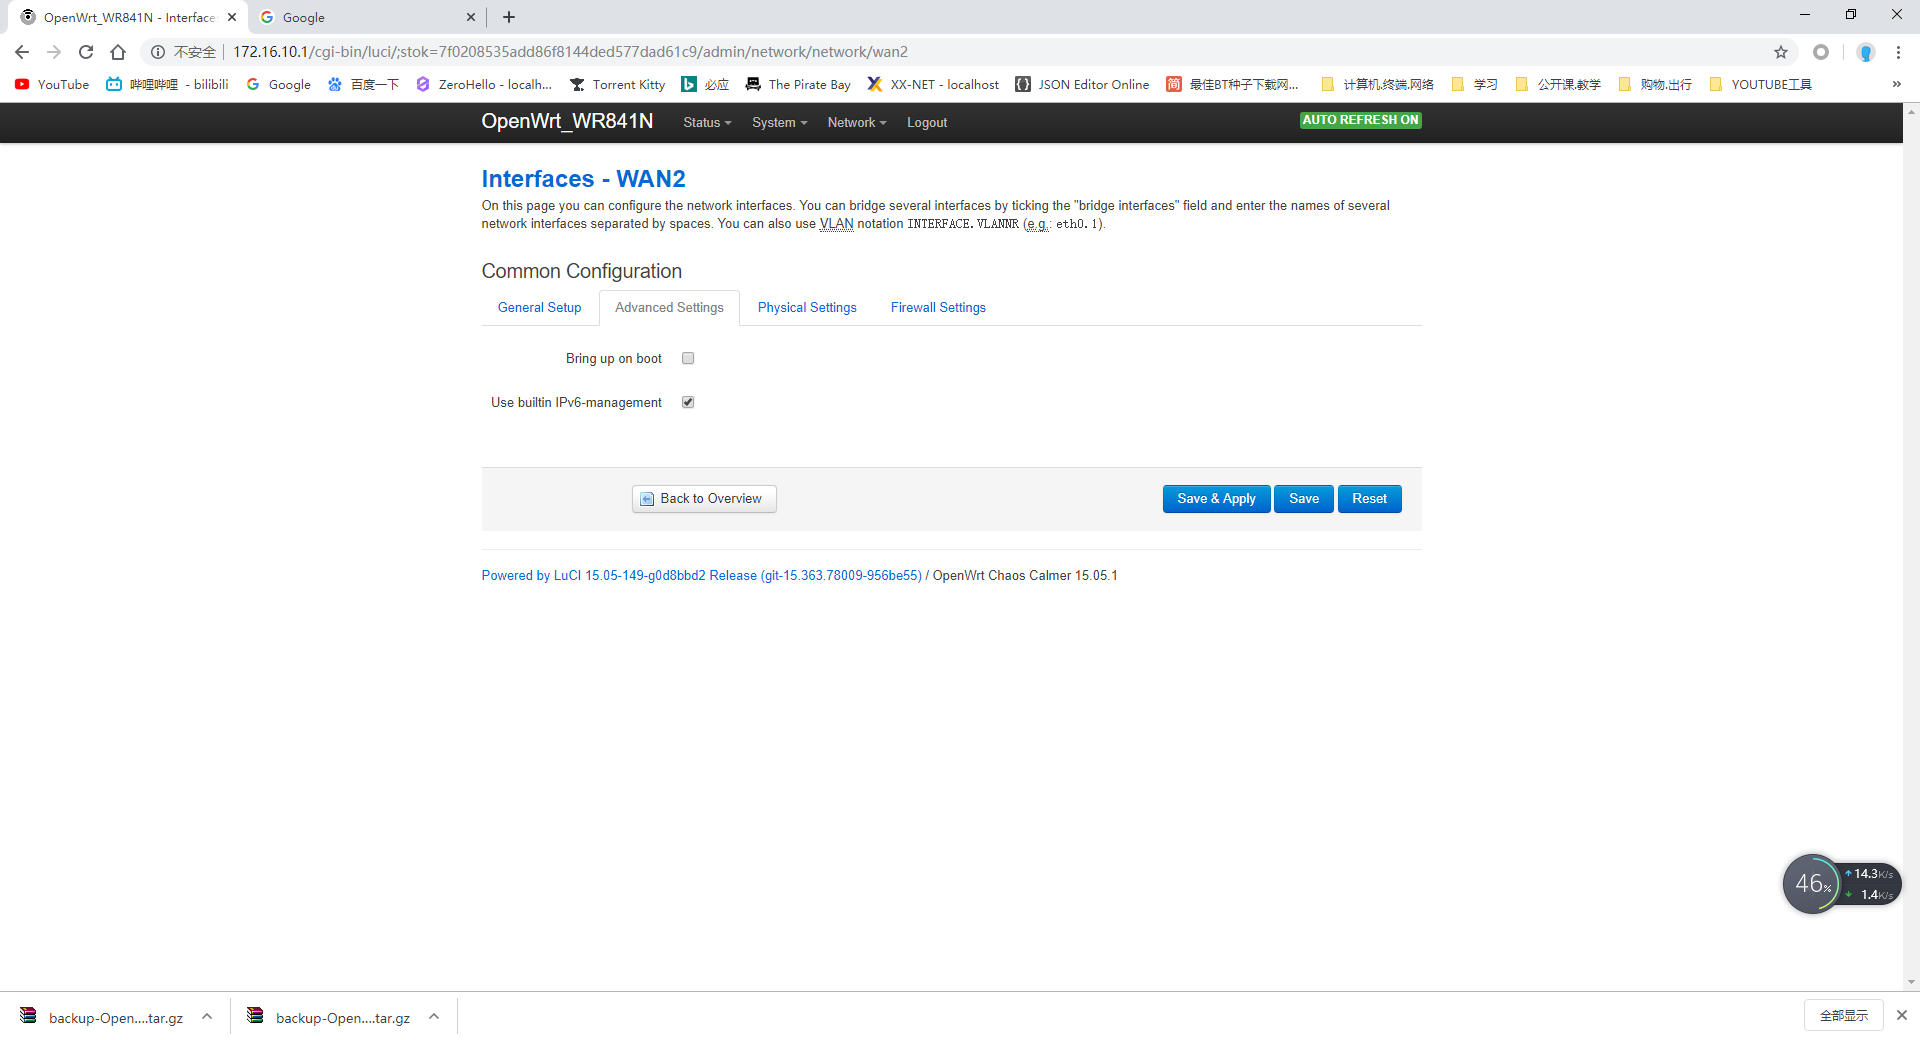 OpenWrt_WR841N - Interface
Google
不安全
172.16.10.1/cgi-bin/luci/;stok=7f0208535add86f8144ded577dad61c9/admin/network/network/wan2
YouTube 哔哩哔哩 - bilibili Google 百度一下 ZeroHello - localh... Torrent Kitty 必应 The Pirate Bay XX-NET - localhost JSON Editor Online 简 最佳BT种子下载网... 计算机,终端,网络 学习 公开课,教学 购物,出行 YOUTUBE工具 »
OpenWrt_WR841N Status System Network Logout AUTO REFRESH ON
Interfaces - WAN2
On this page you can configure the network interfaces. You can bridge several interfaces by ticking the "bridge interfaces" field and enter the names of several
network interfaces separated by spaces. You can also use VLAN notation INTERFACE.VLANNR (e.g.: eth0.1).
Common Configuration
General Setup Advanced Settings Physical Settings Firewall Settings
Bring up on boot
Use builtin IPv6-management
Back to Overview Save & Apply Save Reset
Powered by LuCI 15.05-149-g0d8bbd2 Release (git-15.363.78009-956be55) / OpenWrt Chaos Calmer 15.05.1
46%
14.3K/s
1.4K/s
backup-Open....tar.gz backup-Open....tar.gz 全部显示